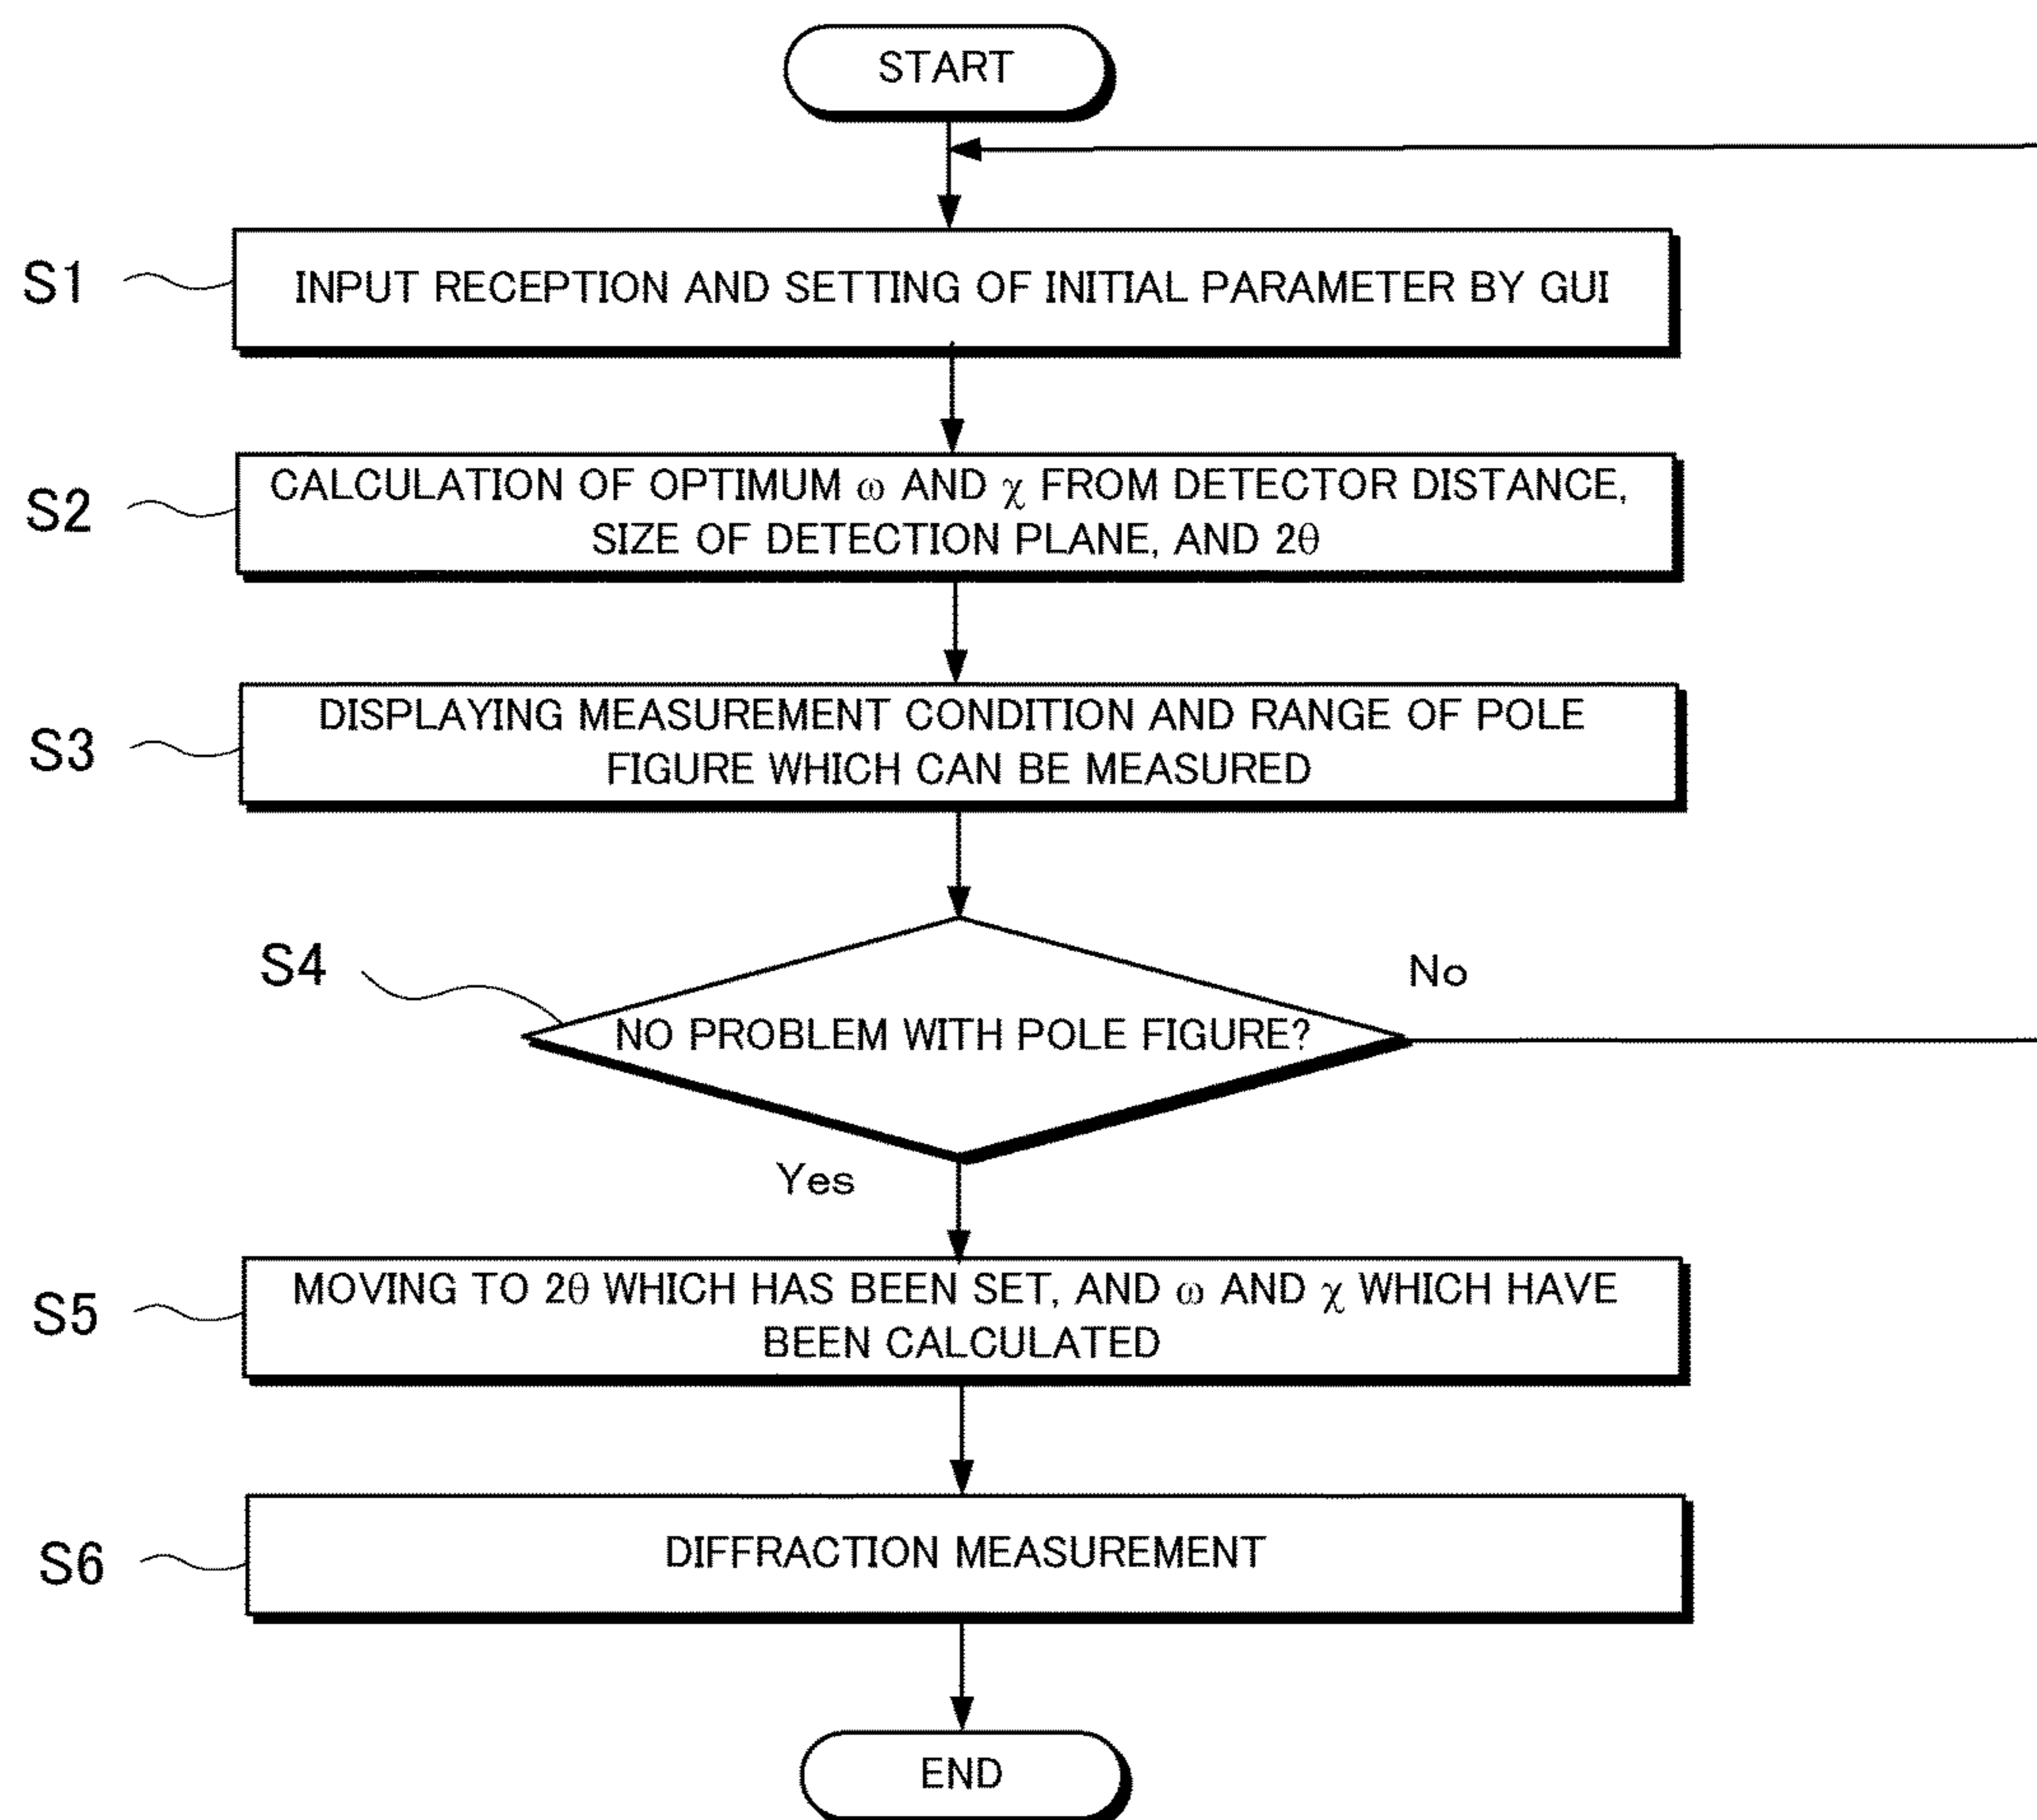 START
S1
INPUT RECEPTION AND SETTING OF INITIAL PARAMETER BY GUI
S2
CALCULATION OF OPTIMUM ω AND χ FROM DETECTOR DISTANCE,
SIZE OF DETECTION PLANE, AND 2θ
S3
DISPLAYING MEASUREMENT CONDITION AND RANGE OF POLE
FIGURE WHICH CAN BE MEASURED
S4
No
NO PROBLEM WITH POLE FIGURE?
Yes
S5
MOVING TO 2θ WHICH HAS BEEN SET, AND ω AND χ WHICH HAVE
BEEN CALCULATED
S6
DIFFRACTION MEASUREMENT
END